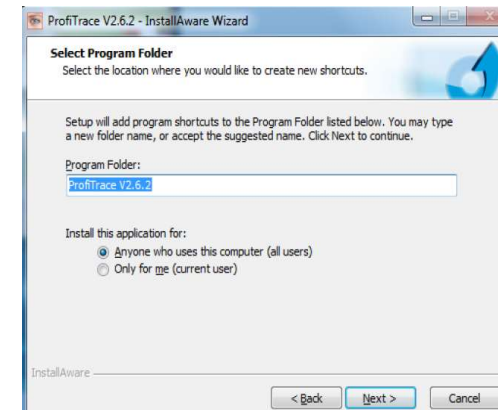 ProfiTrace V2.6.2 - InstallAware Wizard
Select Program Folder
Select the location where you would like to create new shortcuts.
Setup will add program shortcuts to the Program Folder listed below. You may type
a new folder name, or accept the suggested name. Click Next to continue.
Program Folder:
ProfiTrace V2.6.2
Install this application for:
Anyone who uses this computer (all users)
Only for me (current user)
InstallAware
< Back Next > Cancel